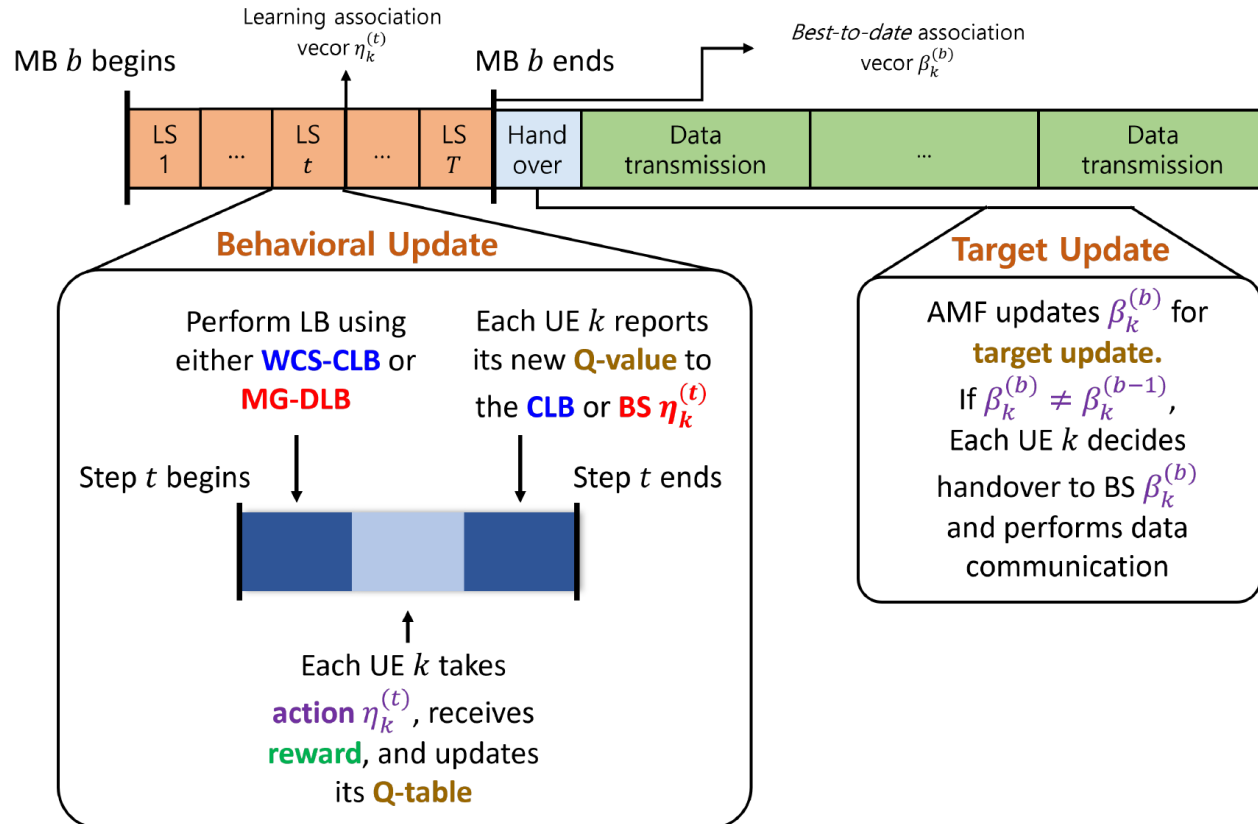 Learning association
vecor η_k^(t)
Best-to-date association
vecor β_k^(b)
MB b begins
MB b ends
LS
1
...
LS
t
...
LS
T
Hand
over
Data
transmission
...
Data
transmission
Behavioral Update
Perform LB using
either WCS-CLB or
MG-DLB
Each UE k reports
its new Q-value to
the CLB or BS η_k^(t)
Step t begins
Step t ends
Each UE k takes
action η_k^(t), receives
reward, and updates
its Q-table
Target Update
AMF updates β_k^(b) for
target update.
If β_k^(b) ≠ β_k^(b−1),
Each UE k decides
handover to BS β_k^(b)
and performs data
communication